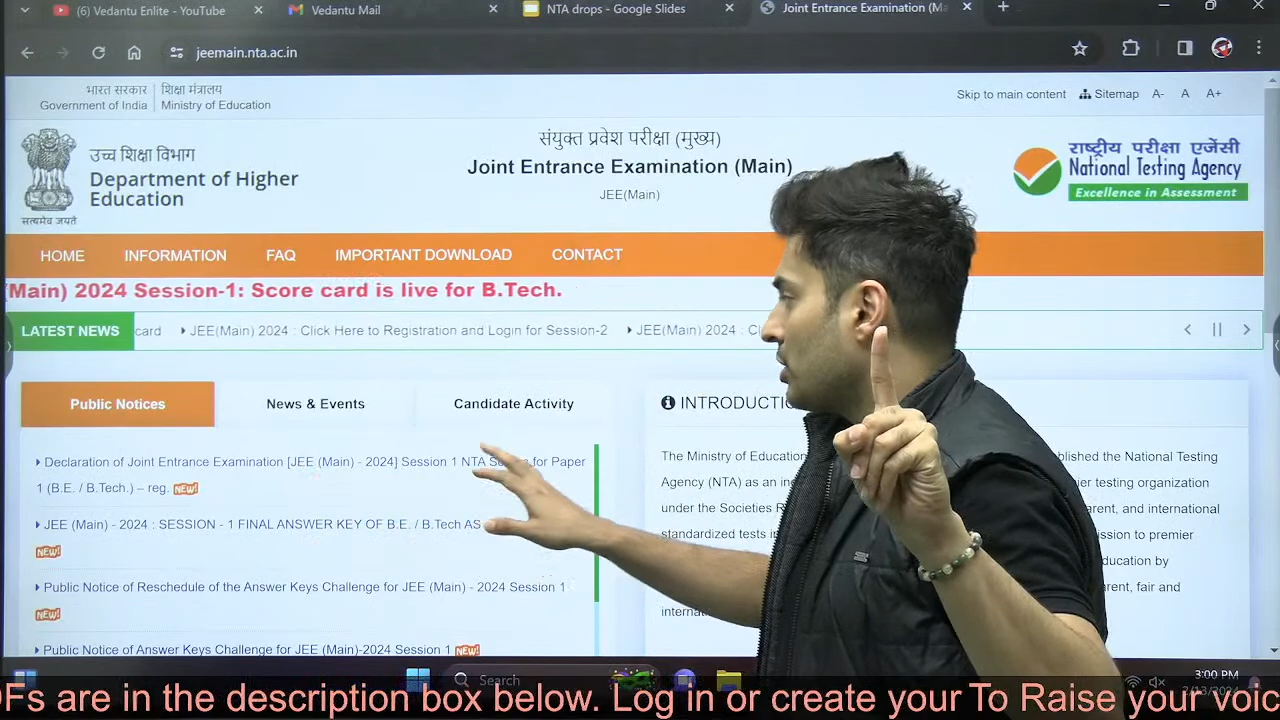 (6) Vedantu Enlite - YouTube
Vedantu Mail
NTA drops - Google Slides
Joint Entrance Examination (Ma
jeemain.nta.ac.in
भारत सरकार | शिक्षा मंत्रालय
Government of India | Ministry of Education
Skip to main content Sitemap A- A A+
सत्यमेव जयते
उच्च शिक्षा विभाग
Department of Higher
Education
संयुक्त प्रवेश परीक्षा (मुख्य)
Joint Entrance Examination (Main)
JEE(Main)
राष्ट्रीय परीक्षा एजेंसी
National Testing Agency
Excellence in Assessment
HOME INFORMATION FAQ IMPORTANT DOWNLOAD CONTACT
(Main) 2024 Session-1: Score card is live for B.Tech.
LATEST NEWS card JEE(Main) 2024 : Click Here to Registration and Login for Session-2 JEE(Main) 2024 : Cl
Public Notices News & Events Candidate Activity
Declaration of Joint Entrance Examination [JEE (Main) - 2024] Session 1 NTA for Paper
1 (B.E. / B.Tech.) – reg. NEW!
JEE (Main) - 2024 : SESSION - 1 FINAL ANSWER KEY OF B.E. / B.Tech AS
NEW!
Public Notice of Reschedule of the Answer Keys Challenge for JEE (Main) - 2024 Session 1
NEW!
Public Notice of Answer Keys Challenge for JEE (Main)-2024 Session 1 NEW!
INTRODUCTIO
The Ministry of Education blished the National Testing
Agency (NTA) as an in er testing organization
under the Societies R arent, and international
standardized tests i ission to premier
ducation by
arent, fair and
interna
Search
3:00 PM
DFs are in the description box below. Log in or create your To Raise your voic